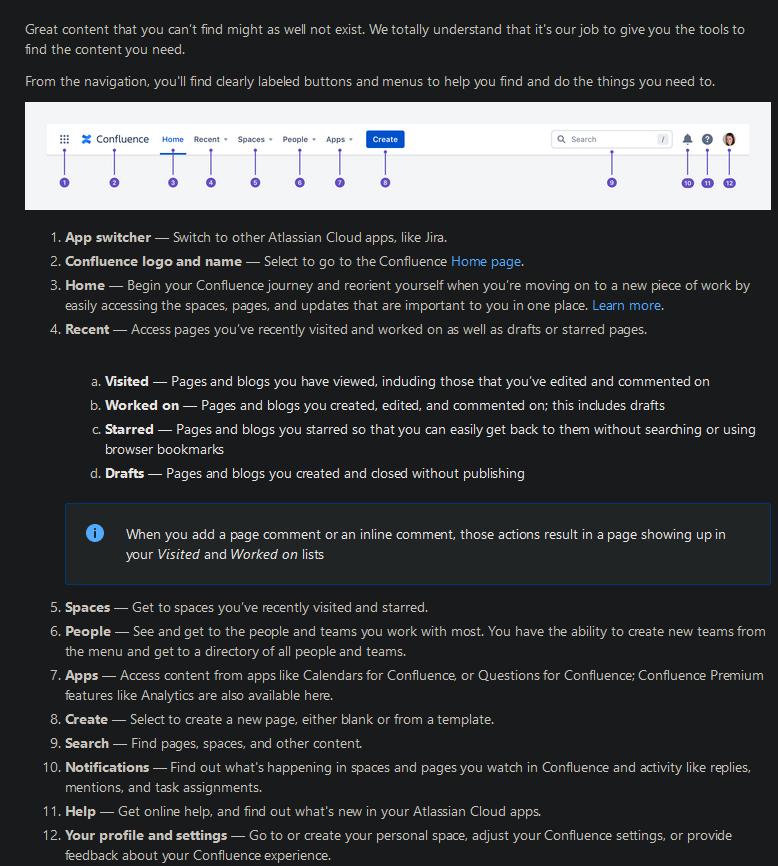 Great content that you can't find might as well not exist. We totally understand that it's our job to give you the tools to
find the content you need.
From the navigation, you'll find clearly labeled buttons and menus to help you find and do the things you need to.
Confluence Home Recent Spaces People Apps Create Search /
1 2 3 4 5 6 7 8 9 10 11 12
1. App switcher — Switch to other Atlassian Cloud apps, like Jira.
2. Confluence logo and name — Select to go to the Confluence Home page.
3. Home — Begin your Confluence journey and reorient yourself when you're moving on to a new piece of work by
easily accessing the spaces, pages, and updates that are important to you in one place. Learn more.
4. Recent — Access pages you've recently visited and worked on as well as drafts or starred pages.
a. Visited — Pages and blogs you have viewed, including those that you've edited and commented on
b. Worked on — Pages and blogs you created, edited, and commented on; this includes drafts
c. Starred — Pages and blogs you starred so that you can easily get back to them without searching or using
browser bookmarks
d. Drafts — Pages and blogs you created and closed without publishing
When you add a page comment or an inline comment, those actions result in a page showing up in
your Visited and Worked on lists
5. Spaces — Get to spaces you've recently visited and starred.
6. People — See and get to the people and teams you work with most. You have the ability to create new teams from
the menu and get to a directory of all people and teams.
7. Apps — Access content from apps like Calendars for Confluence, or Questions for Confluence; Confluence Premium
features like Analytics are also available here.
8. Create — Select to create a new page, either blank or from a template.
9. Search — Find pages, spaces, and other content.
10. Notifications — Find out what's happening in spaces and pages you watch in Confluence and activity like replies,
mentions, and task assignments.
11. Help — Get online help, and find out what's new in your Atlassian Cloud apps.
12. Your profile and settings — Go to or create your personal space, adjust your Confluence settings, or provide
feedback about your Confluence experience.